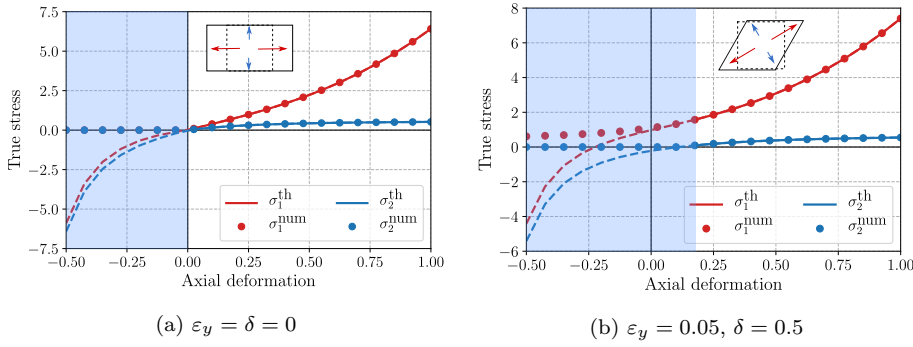 7.5
5.0
2.5
0.0
−2.5
−5.0
−7.5
True stress
σ₁ᵗʰ σ₂ᵗʰ
σ₁ⁿᵘᵐ σ₂ⁿᵘᵐ
−0.50 −0.25 0.00 0.25 0.50 0.75 1.00
Axial deformation
(a) εᵧ = δ = 0
8
6
4
2
0
−2
−4
−6
True stress
σ₁ᵗʰ σ₂ᵗʰ
σ₁ⁿᵘᵐ σ₂ⁿᵘᵐ
−0.50 −0.25 0.00 0.25 0.50 0.75 1.00
Axial deformation
(b) εᵧ = 0.05, δ = 0.5